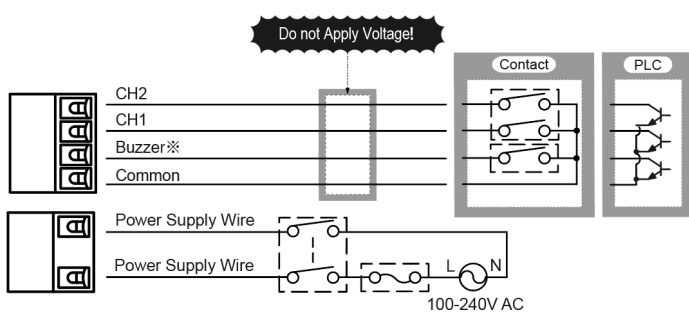 Do not Apply Voltage!
Contact
PLC
CH2
CH1
Buzzer※
Common
Power Supply Wire
Power Supply Wire
L
N
100-240V AC